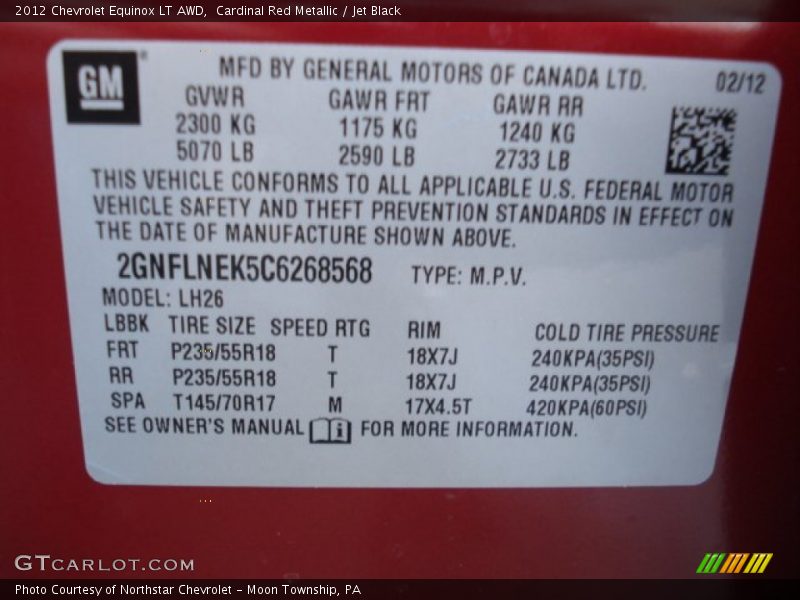 2012 Chevrolet Equinox LT AWD,  Cardinal Red Metallic / Jet Black
GM®
MFD BY GENERAL MOTORS OF CANADA LTD. 02/12
GVWR GAWR FRT GAWR RR
2300 KG 1175 KG 1240 KG
5070 LB 2590 LB 2733 LB
THIS VEHICLE CONFORMS TO ALL APPLICABLE U.S. FEDERAL MOTOR
VEHICLE SAFETY AND THEFT PREVENTION STANDARDS IN EFFECT ON
THE DATE OF MANUFACTURE SHOWN ABOVE.
2GNFLNEK5C6268568 TYPE: M.P.V.
MODEL: LH26
LBBK TIRE SIZE SPEED RTG RIM COLD TIRE PRESSURE
FRT P235/55R18 T 18X7J 240KPA(35PSI)
RR P235/55R18 T 18X7J 240KPA(35PSI)
SPA T145/70R17 M 17X4.5T 420KPA(60PSI)
SEE OWNER'S MANUAL i FOR MORE INFORMATION.
GTCARLOT.COM
Photo Courtesy of Northstar Chevrolet - Moon Township, PA